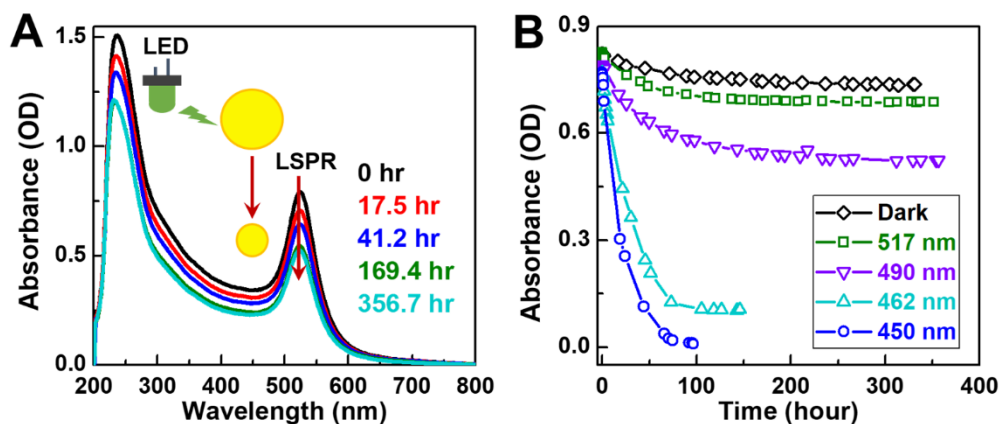 A
LED
LSPR
0 hr
17.5 hr
41.2 hr
169.4 hr
356.7 hr
1.5
1.0
0.5
0.0
200 300 400 500 600 700 800
Absorbance (OD)
Wavelength (nm)
B
0.9
0.6
0.3
0.0
0 100 200 300 400
Absorbance (OD)
Time (hour)
Dark
517 nm
490 nm
462 nm
450 nm